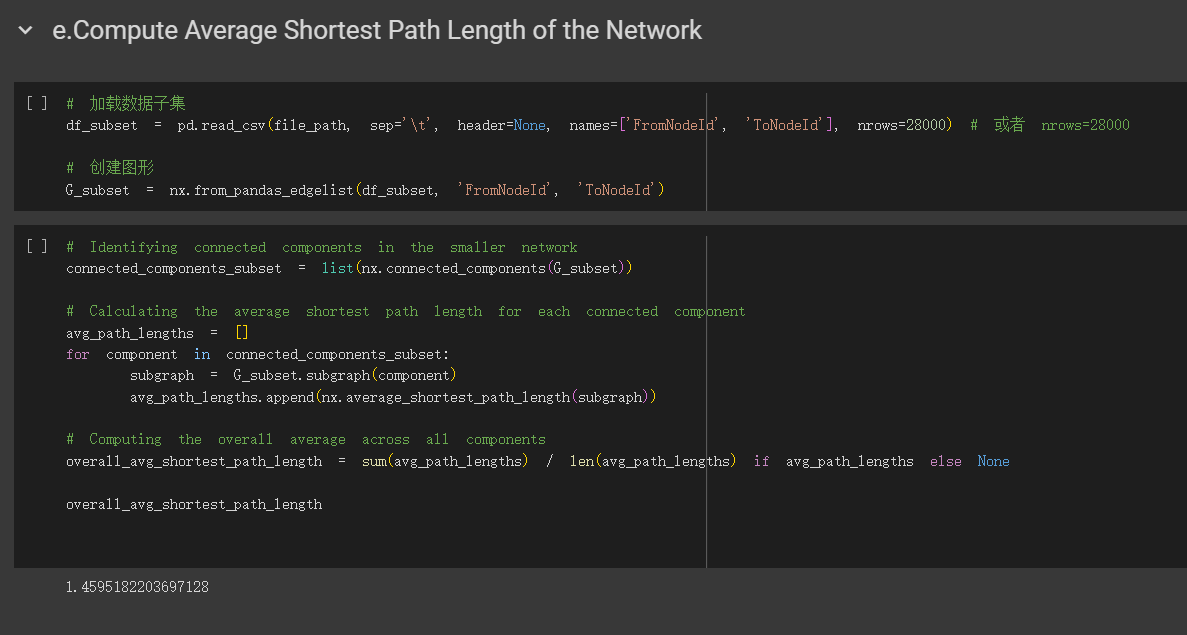 e.Compute Average Shortest Path Length of the Network
[ ] # 加载数据子集
df_subset = pd.read_csv(file_path, sep='\t', header=None, names=['FromNodeId', 'ToNodeId'], nrows=28000) # 或者 nrows=28000
# 创建图形
G_subset = nx.from_pandas_edgelist(df_subset, 'FromNodeId', 'ToNodeId')
[ ] # Identifying connected components in the smaller network
connected_components_subset = list(nx.connected_components(G_subset))
# Calculating the average shortest path length for each connected component
avg_path_lengths = []
for component in connected_components_subset:
subgraph = G_subset.subgraph(component)
avg_path_lengths.append(nx.average_shortest_path_length(subgraph))
# Computing the overall average across all components
overall_avg_shortest_path_length = sum(avg_path_lengths) / len(avg_path_lengths) if avg_path_lengths else None
overall_avg_shortest_path_length
1.4595182203697128